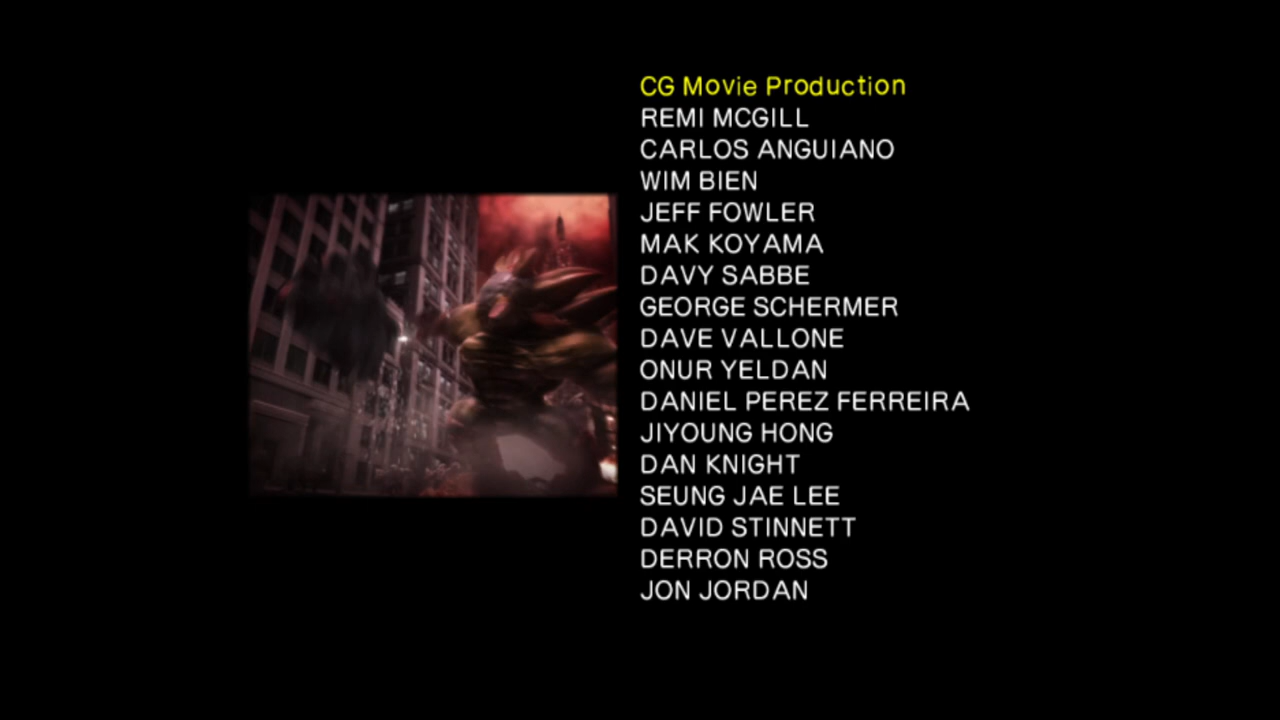 CG Movie Production
REMI MCGILL
CARLOS ANGUIANO
WIM BIEN
JEFF FOWLER
MAK KOYAMA
DAVY SABBE
GEORGE SCHERMER
DAVE VALLONE
ONUR YELDAN
DANIEL PEREZ FERREIRA
JIYOUNG HONG
DAN KNIGHT
SEUNG JAE LEE
DAVID STINNETT
DERRON ROSS
JON JORDAN